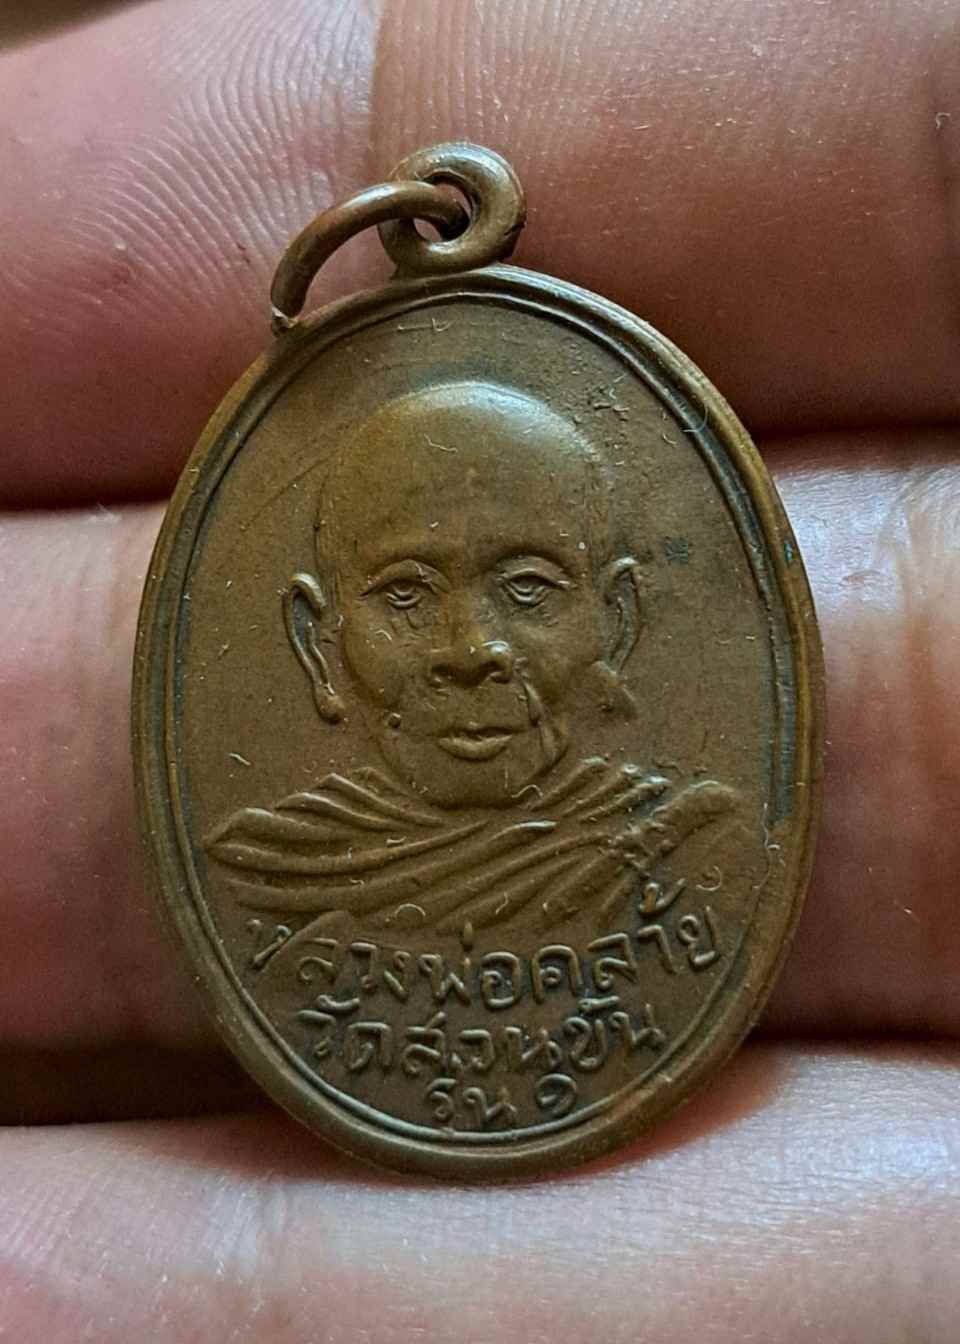 หลวงพ่อคล้าย
วัดสวนขัน
รุ่น ๑